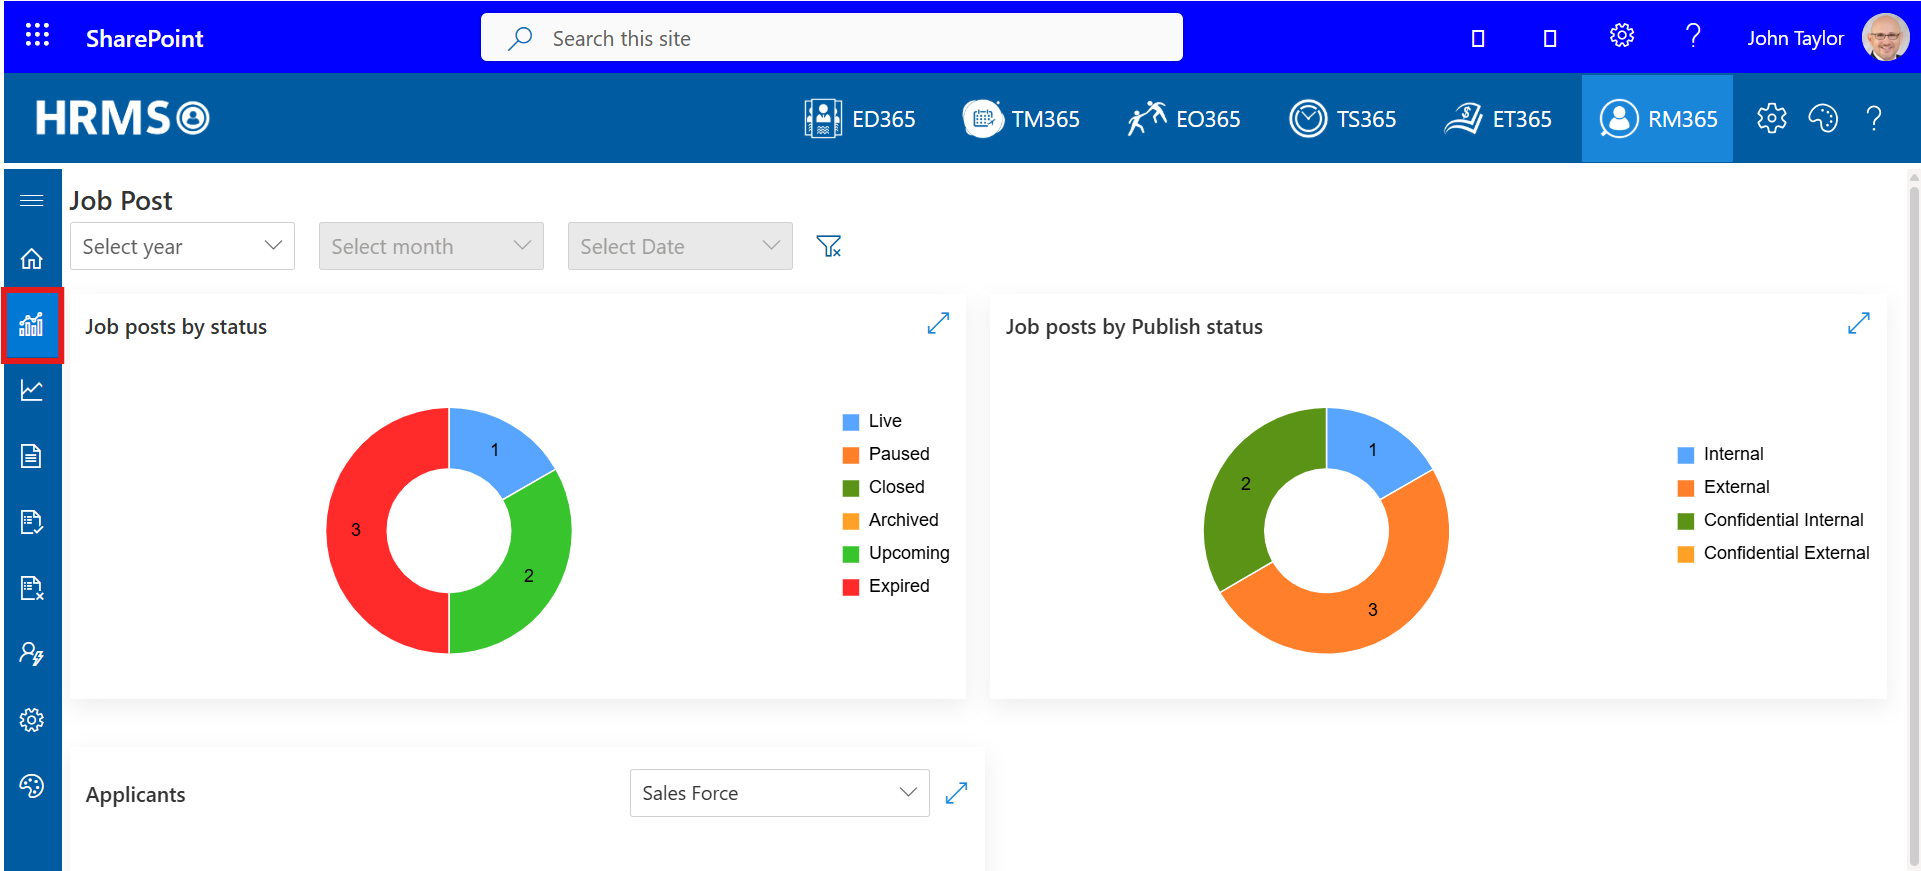 SharePoint
Search this site
John Taylor
HRMS
ED365
TM365
EO365
TS365
ET365
RM365
Job Post
Select year
Select month
Select Date
Job posts by status
1
2
3
Live
Paused
Closed
Archived
Upcoming
Expired
Job posts by Publish status
1
2
3
Internal
External
Confidential Internal
Confidential External
Applicants
Sales Force